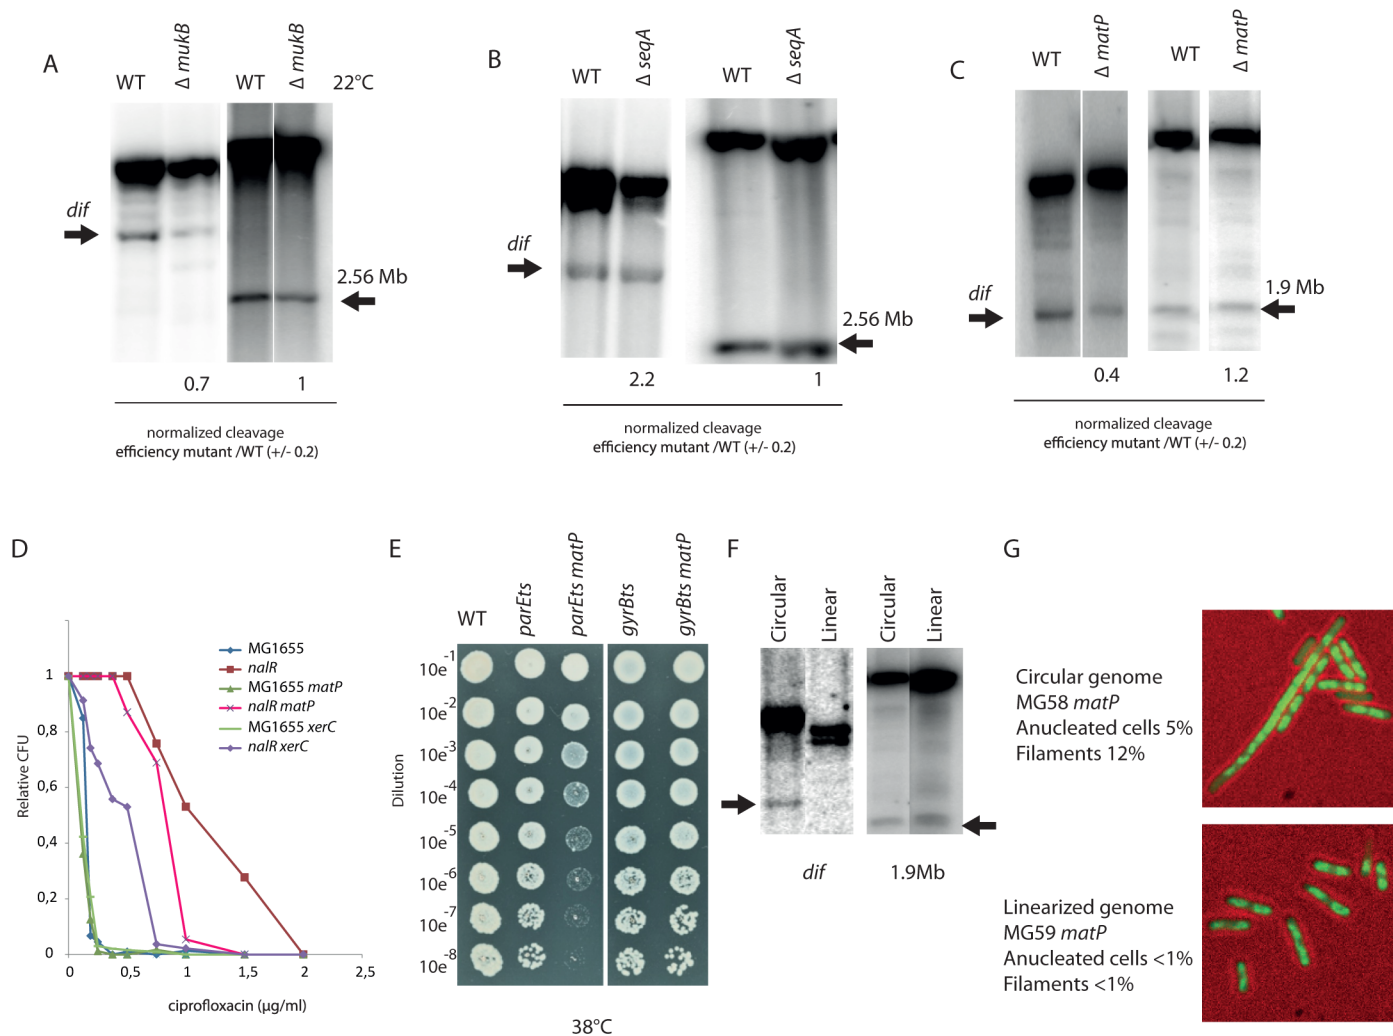 A
WT
Δ mukB
WT
Δ mukB
22°C
dif
2.56 Mb
0.7
1
normalized cleavage
efficiency mutant /WT (+/- 0.2)
B
WT
Δ seqA
WT
Δ seqA
dif
2.56 Mb
2.2
1
normalized cleavage
efficiency mutant /WT (+/- 0.2)
C
WT
Δ matP
WT
Δ matP
dif
1.9 Mb
0.4
1.2
normalized cleavage
efficiency mutant /WT (+/- 0.2)
D
Relative CFU
1
0,8
0,6
0,4
0,2
0
0
0,5
1
1,5
2
2,5
ciprofloxacin (µg/ml)
MG1655
nalR
MG1655 matP
nalR matP
MG1655 xerC
nalR xerC
E
WT
parEts
parEts matP
gyrBts
gyrBts matP
Dilution
10e-1
10e-2
10e-3
10e-4
10e-5
10e-6
10e-7
10e-8
38°C
F
Circular
Linear
Circular
Linear
dif
1.9Mb
G
Circular genome
MG58 matP
Anucleated cells 5%
Filaments 12%
Linearized genome
MG59 matP
Anucleated cells <1%
Filaments <1%